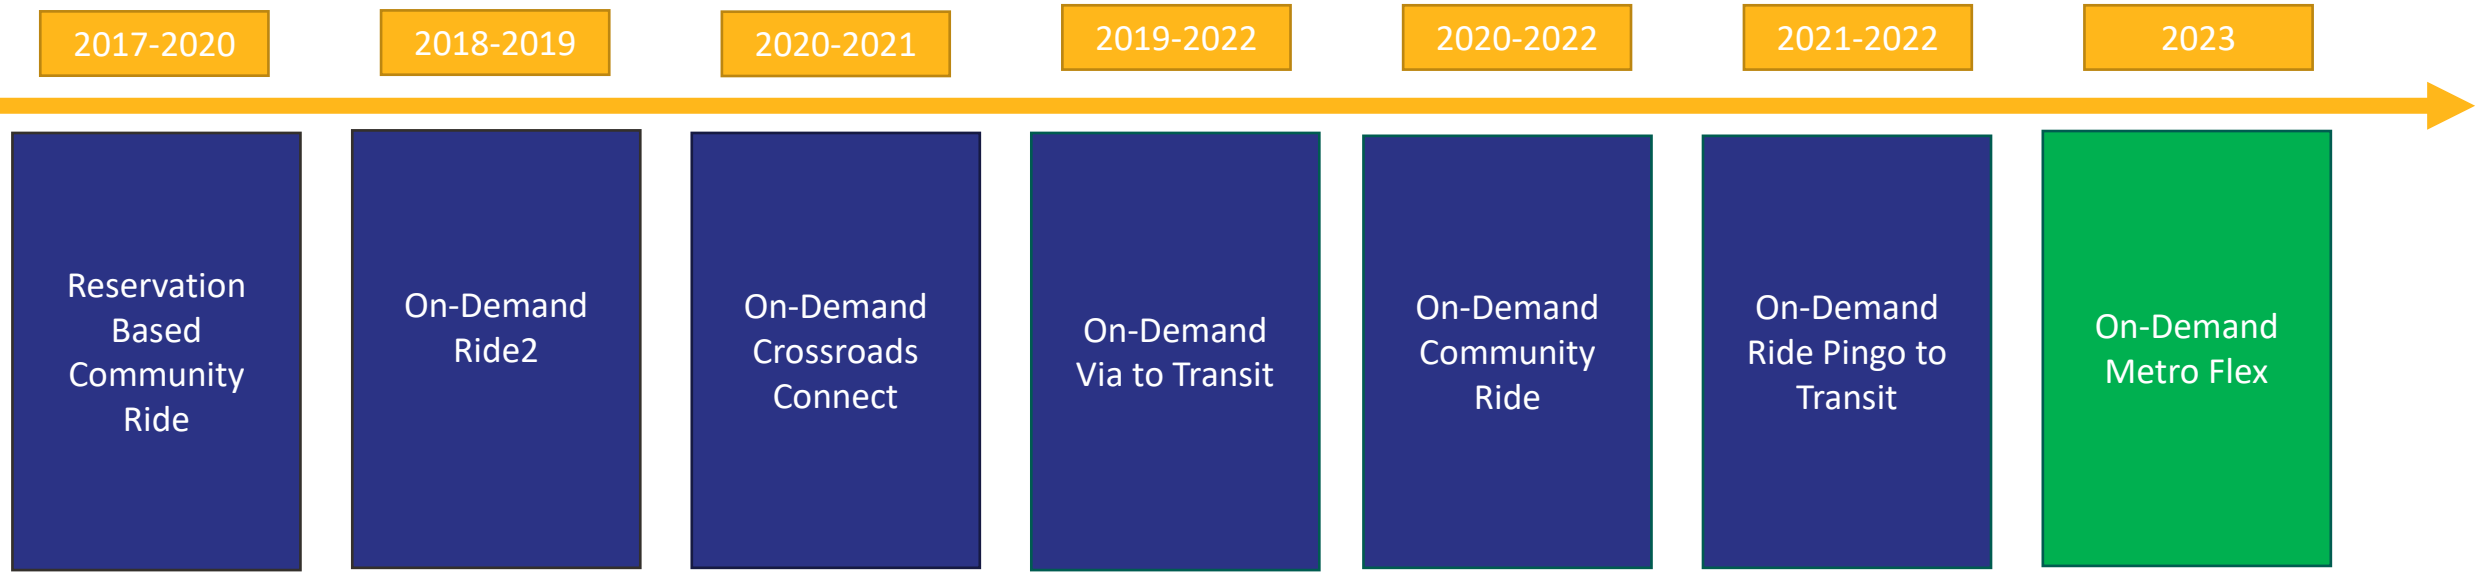 2017-2020
2018-2019
2020-2021
2019-2022
2020-2022
2021-2022
2023
Reservation
Based
Community
Ride
On-Demand
Ride2
On-Demand
Crossroads
Connect
On-Demand
Via to Transit
On-Demand
Community
Ride
On-Demand
Ride Pingo to
Transit
On-Demand
Metro Flex